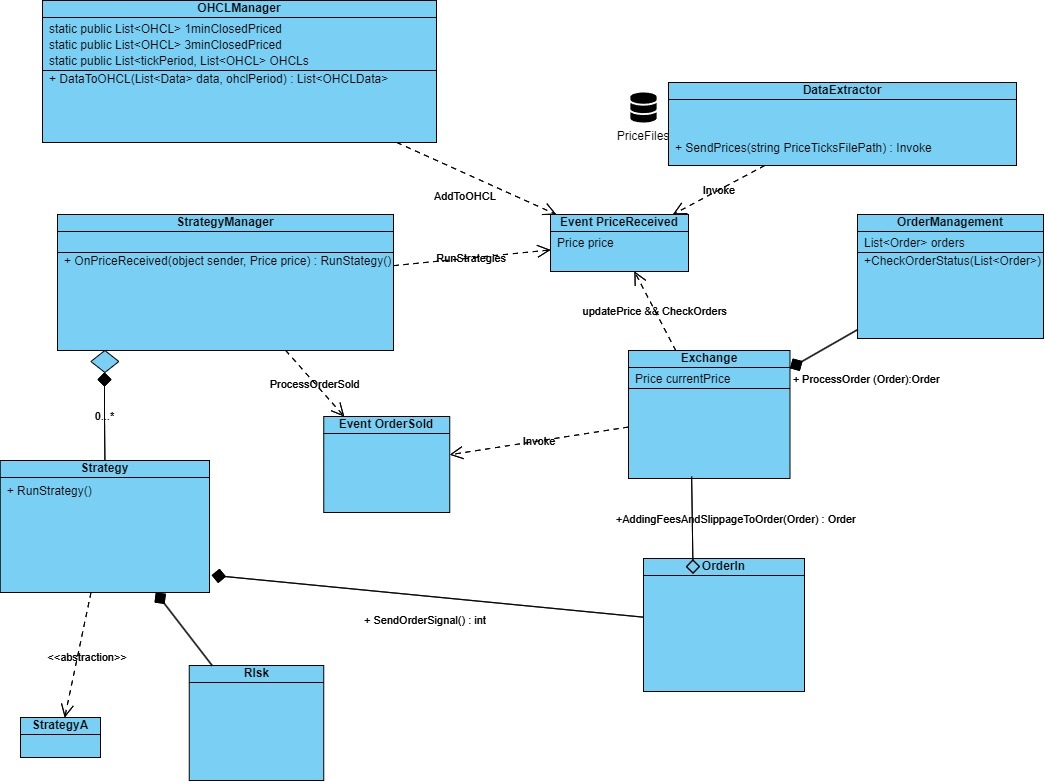 OHCLManager
static public List<OHCL> 1minClosedPriced
static public List<OHCL> 3minClosedPriced
static public List<tickPeriod, List<OHCL> OHCLs
+ DataToOHCL(List<Data> data, ohclPeriod) : List<OHCLData>
DataExtractor
PriceFiles
+ SendPrices(string PriceTicksFilePath) : Invoke
AddToOHCL
Invoke
StrategyManager
+ OnPriceReceived(object sender, Price price) : RunStategy()
RunStrategies
Event PriceReceived
Price price
OrderManagement
List<Order> orders
+CheckOrderStatus(List<Order>)
updatePrice && CheckOrders
Exchange
Price currentPrice
+ ProcessOrder (Order):Order
ProcessOrderSold
0...*
Event OrderSold
Invoke
Strategy
+ RunStrategy()
+AddingFeesAndSlippageToOrder(Order) : Order
OrderIn
+ SendOrderSignal() : int
<<abstraction>>
RIsk
StrategyA